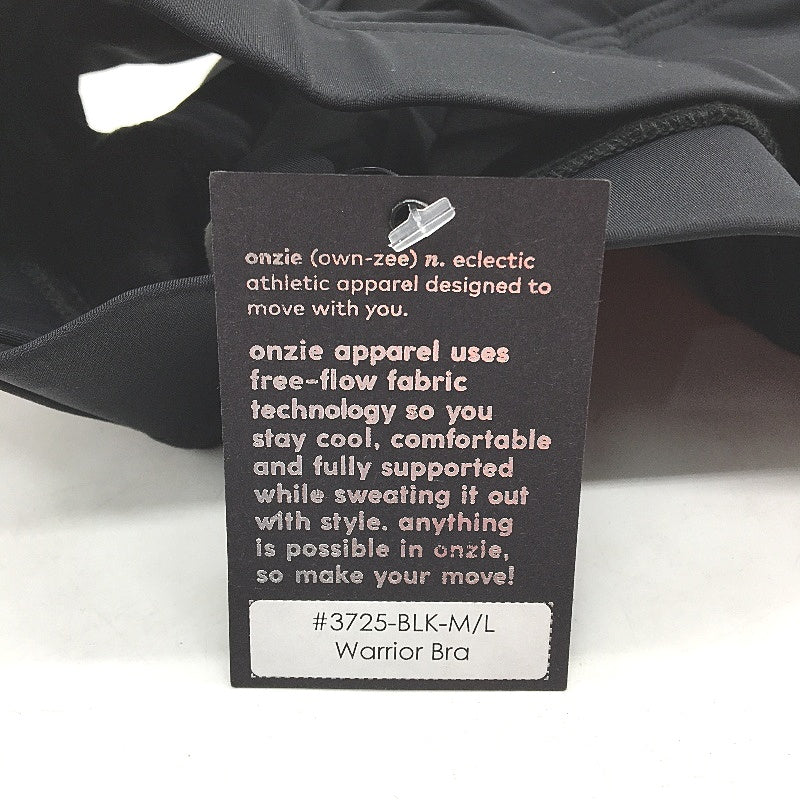 onzie (own-zee) n. eclectic
athletic apparel designed to
move with you.
onzie apparel uses
free-flow fabric
technology so you
stay cool, comfortable
and fully supported
while sweating it out
with style. anything
is possible in onzie,
so make your move!
#3725-BLK-M/L
Warrior Bra